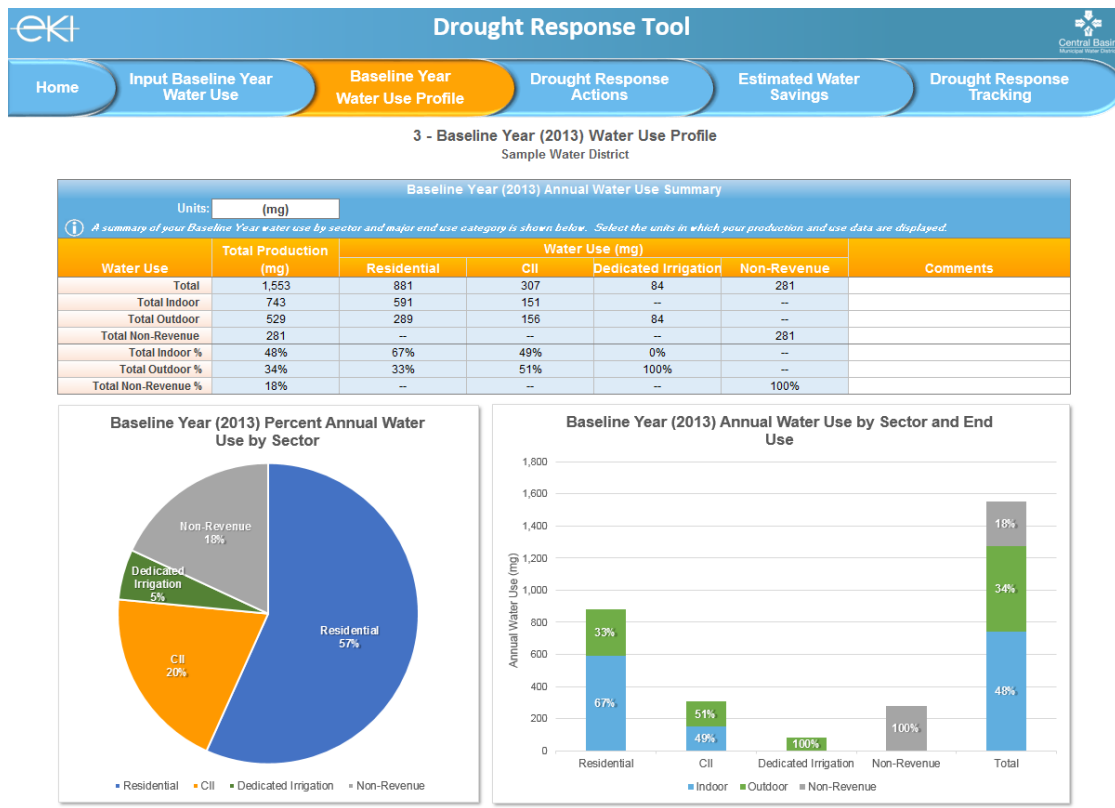 eki
Drought Response Tool
Central Basin
Municipal Water District
Home
Input Baseline Year
Water Use
Baseline Year
Water Use Profile
Drought Response
Actions
Estimated Water
Savings
Drought Response
Tracking
3 - Baseline Year (2013) Water Use Profile
Sample Water District
Baseline Year (2013) Annual Water Use Summary
Units: (mg)
A summary of your Baseline Year water use by sector and major end use category is shown below. Select the units in which your production and use data are displayed.
Water Use Total Production (mg) Water Use (mg) Comments
Residential CII Dedicated Irrigation Non-Revenue
Total 1,553 881 307 84 281
Total Indoor 743 591 151 -- --
Total Outdoor 529 289 156 84 --
Total Non-Revenue 281 -- -- -- 281
Total Indoor % 48% 67% 49% 0% --
Total Outdoor % 34% 33% 51% 100% --
Total Non-Revenue % 18% -- -- -- 100%
Baseline Year (2013) Percent Annual Water
Use by Sector
Non-Revenue
18%
Dedicated
Irrigation
5%
Residential
57%
CII
20%
Residential CII Dedicated Irrigation Non-Revenue
Baseline Year (2013) Annual Water Use by Sector and End
Use
Annual Water Use (mg)
1,800
1,600
1,400
1,200
1,000
800
600
400
200
0
33%
67%
51%
49%
100%
100%
18%
34%
48%
Residential CII Dedicated Irrigation Non-Revenue Total
Indoor Outdoor Non-Revenue